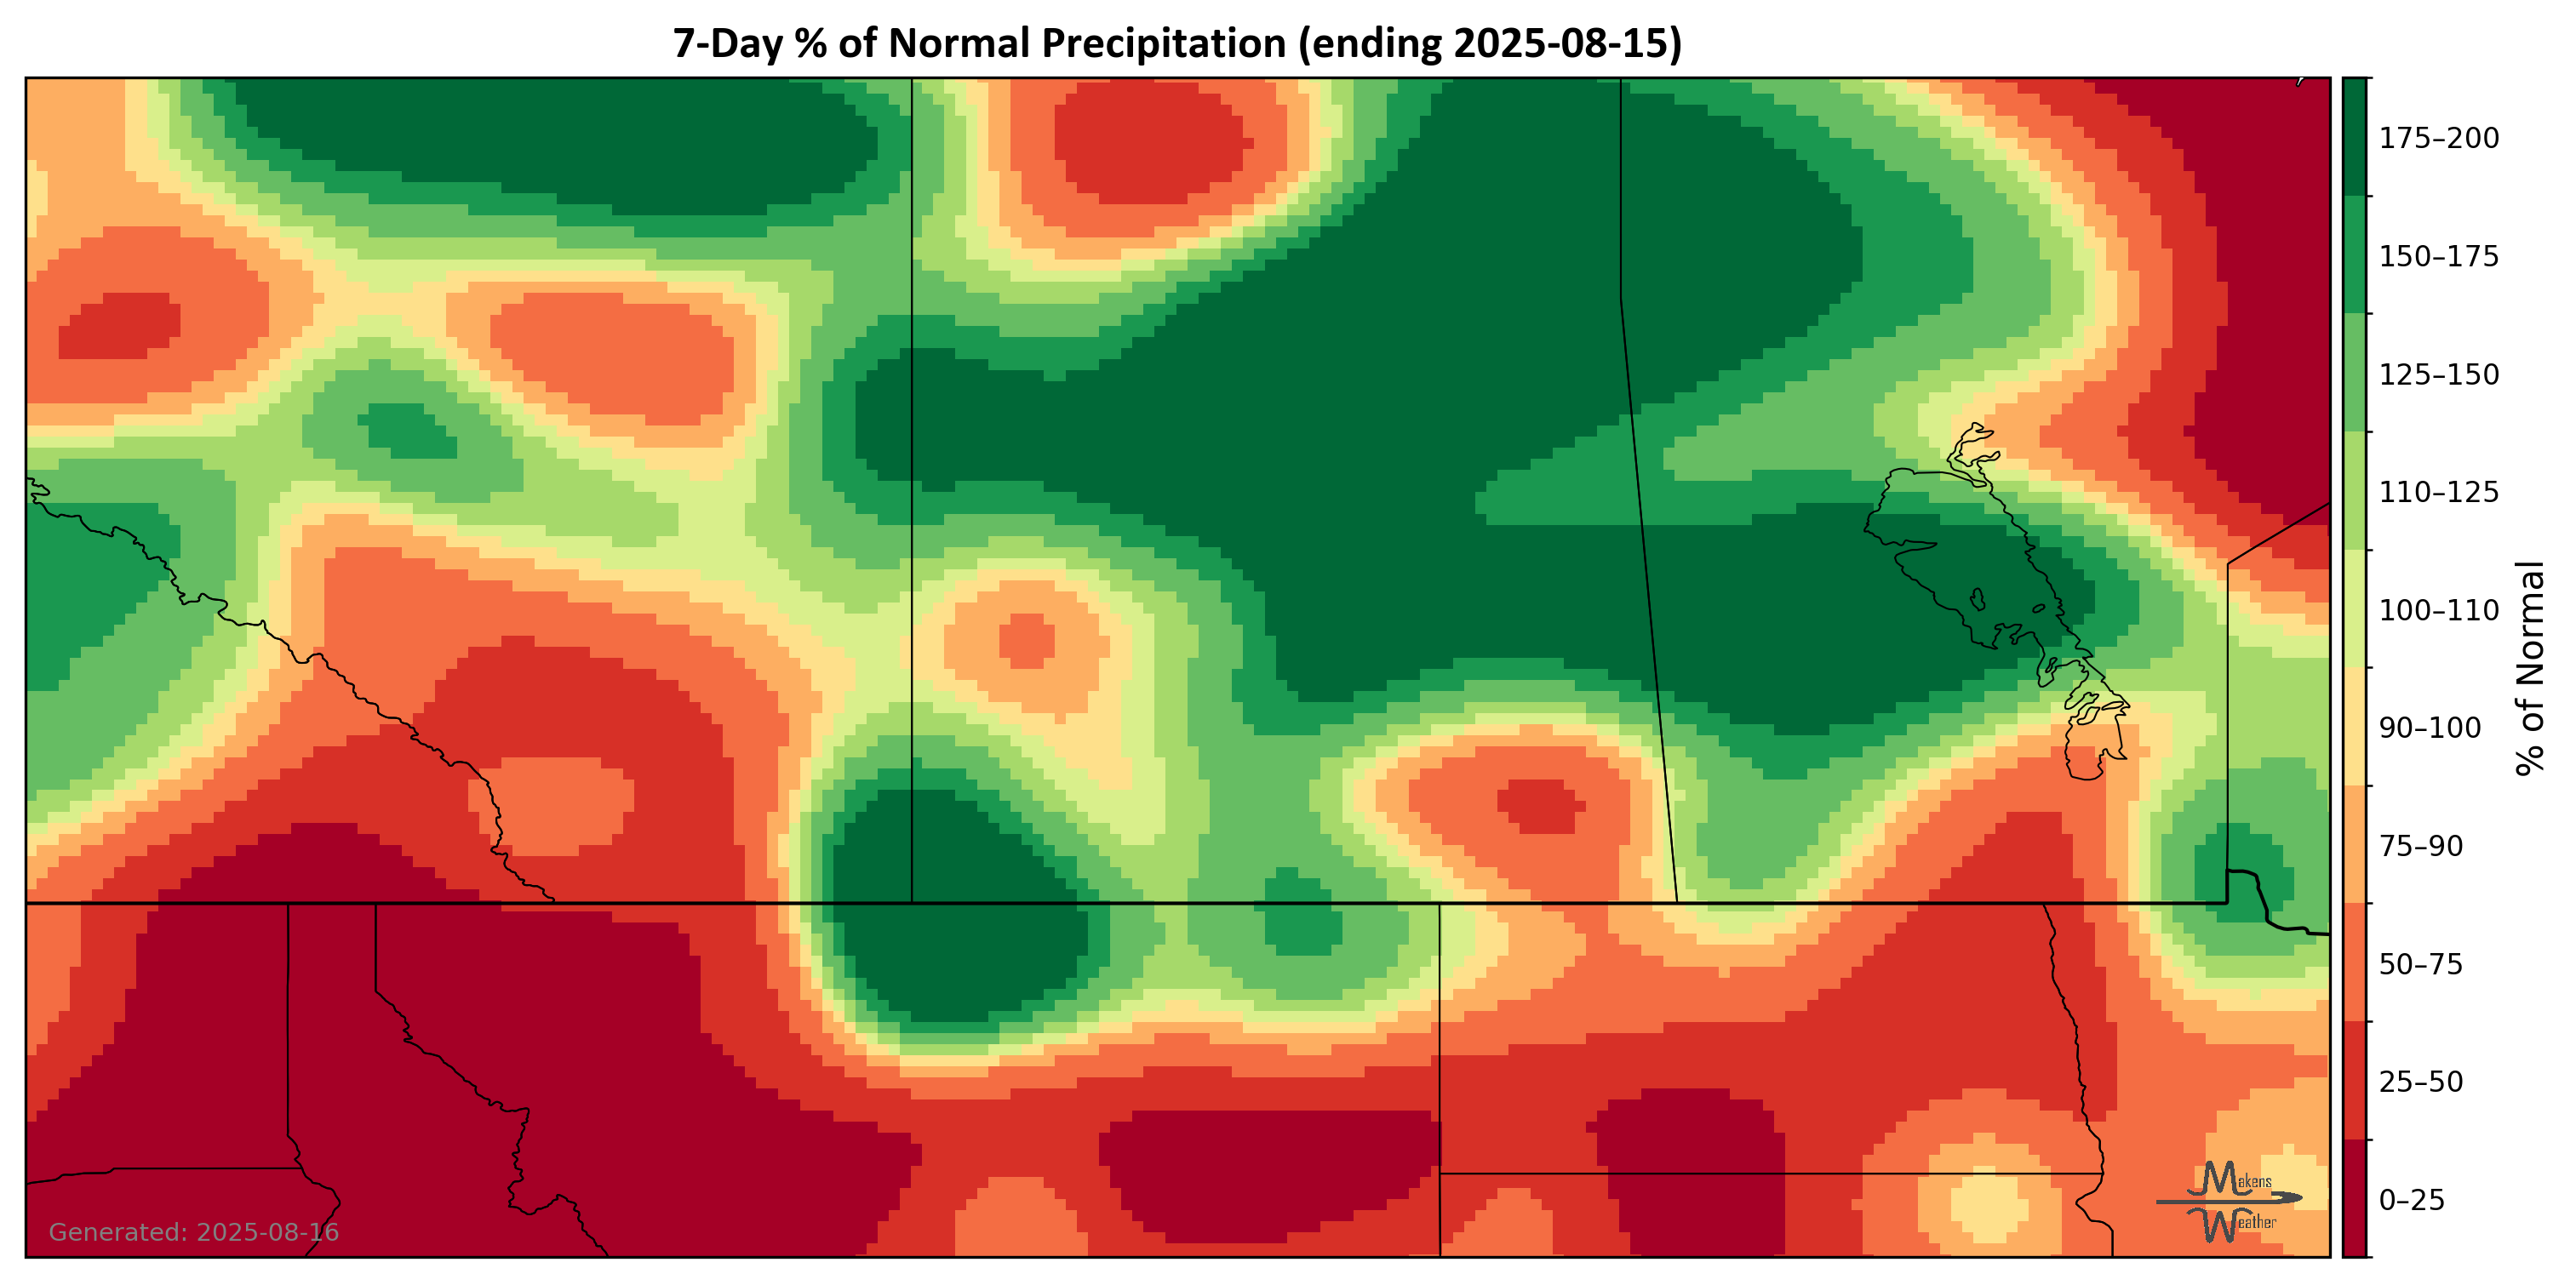 7-Day % of Normal Precipitation (ending 2025-08-15)
175–200
150–175
125–150
110–125
100–110
90–100
75–90
50–75
25–50
0–25
% of Normal
Generated: 2025-08-16
Makens
Weather